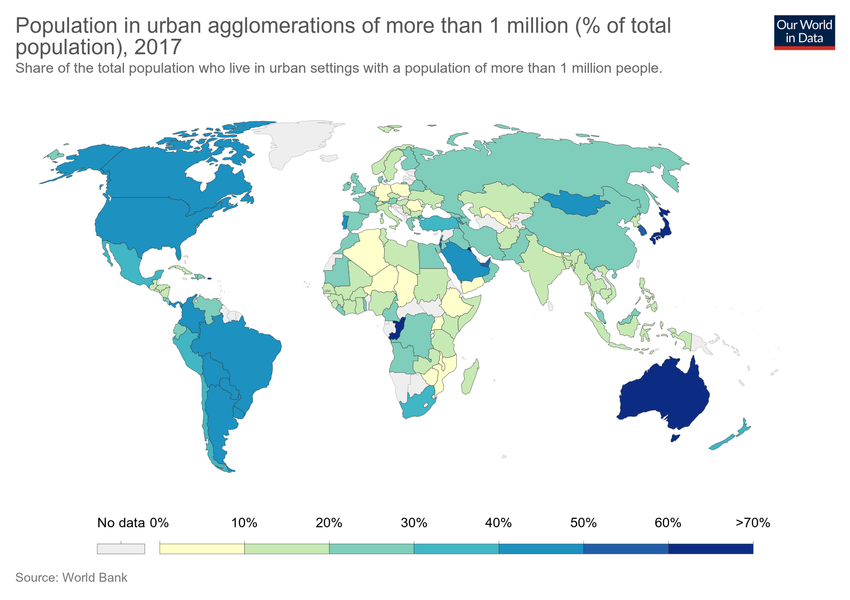 Population in urban agglomerations of more than 1 million (% of total
population), 2017
Our World
in Data
Share of the total population who live in urban settings with a population of more than 1 million people.
No data 0% 10% 20% 30% 40% 50% 60% >70%
Source: World Bank